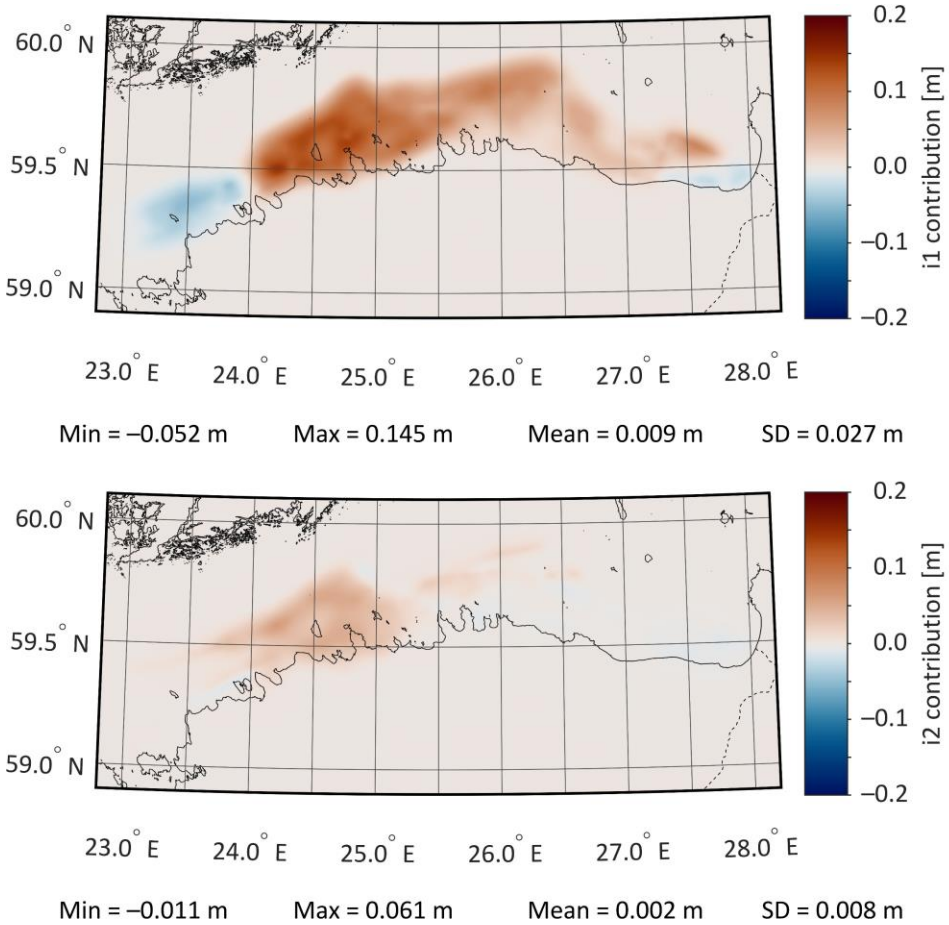 60.0° N
59.5° N
59.0° N
23.0° E 24.0° E 25.0° E 26.0° E 27.0° E 28.0° E
0.2
0.1
0.0
−0.1
−0.2
i1 contribution [m]
Min = −0.052 m Max = 0.145 m Mean = 0.009 m SD = 0.027 m
60.0° N
59.5° N
59.0° N
23.0° E 24.0° E 25.0° E 26.0° E 27.0° E 28.0° E
0.2
0.1
0.0
−0.1
−0.2
i2 contribution [m]
Min = −0.011 m Max = 0.061 m Mean = 0.002 m SD = 0.008 m